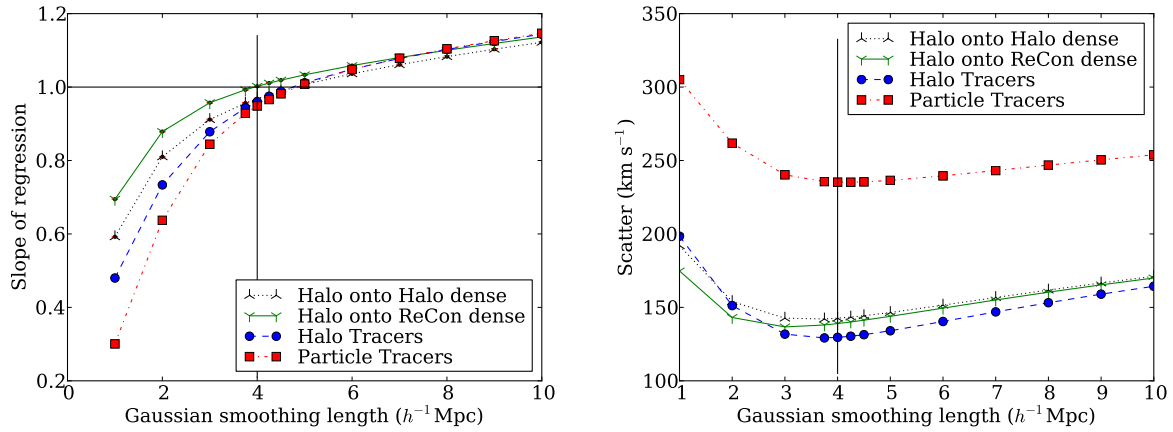 1.2
1.0
0.8
0.6
0.4
0.2
Slope of regression
Halo onto Halo dense
Halo onto ReCon dense
Halo Tracers
Particle Tracers
0 2 4 6 8 10
Gaussian smoothing length (h⁻¹ Mpc)
350
300
250
200
150
100
Scatter (km s⁻¹)
Halo onto Halo dense
Halo onto ReCon dense
Halo Tracers
Particle Tracers
1 2 3 4 5 6 7 8 9 10
Gaussian smoothing length (h⁻¹ Mpc)